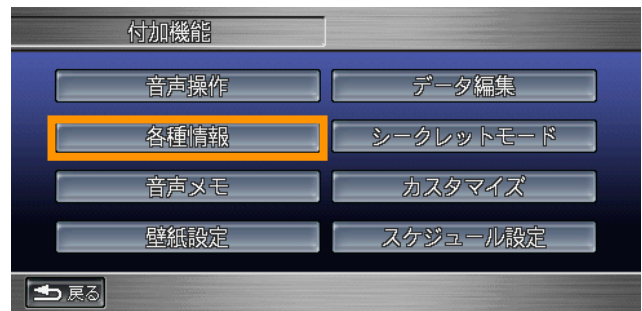 付加機能
音声操作 データ編集
各種情報 シークレットモード
音声メモ カスタマイズ
壁紙設定 スケジュール設定
戻る